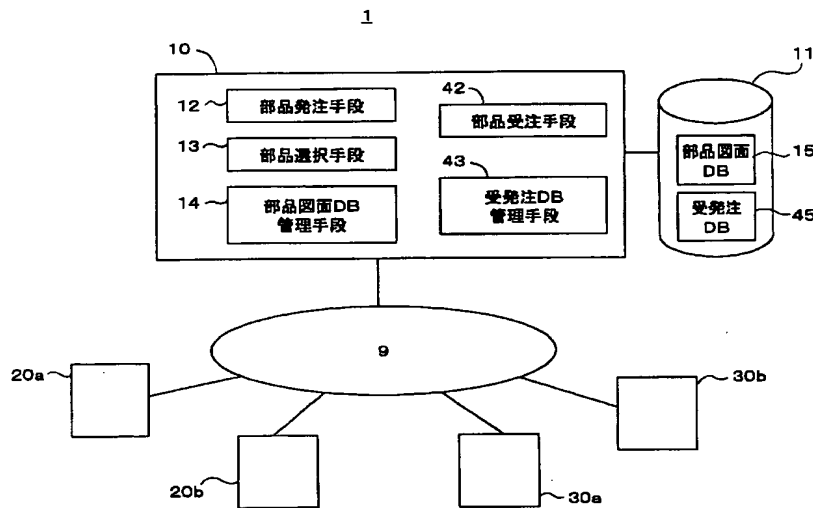 1
10
11
12
部品発注手段
42
部品受注手段
13
部品選択手段
43
14
部品図面DB
管理手段
受発注DB
管理手段
部品図面
DB
15
受発注
DB
45
9
20a
30b
20b
30a